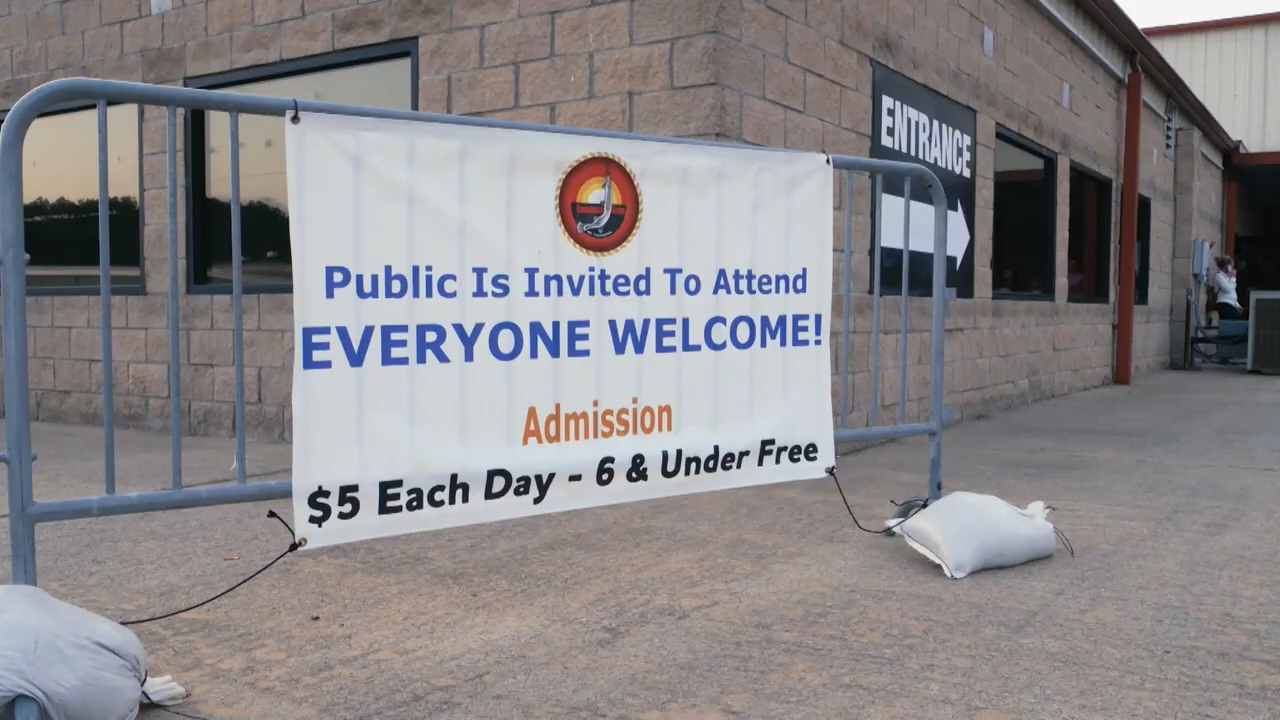 Public Is Invited To Attend
EVERYONE WELCOME!
Admission
$5 Each Day - 6 & Under Free
ENTRANCE